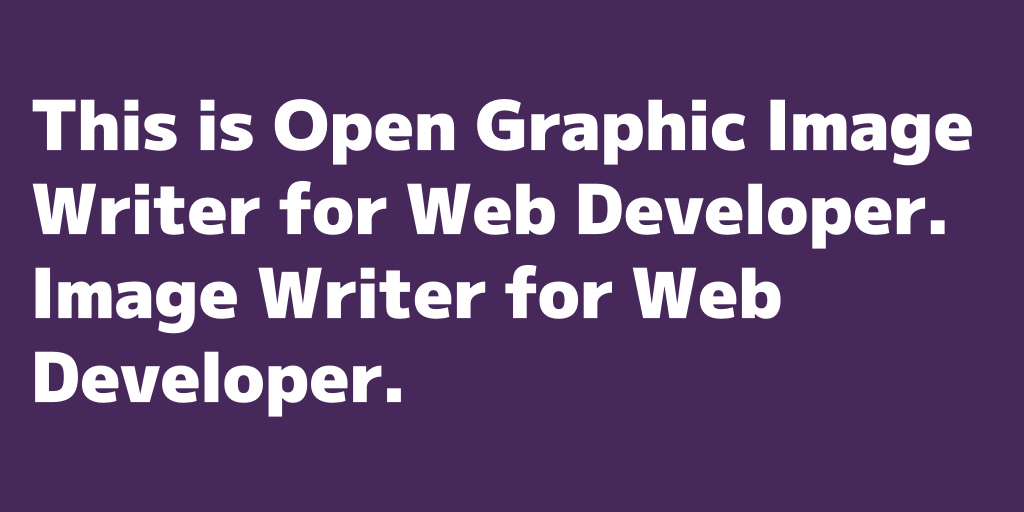 This is Open Graphic Image
Writer for Web Developer.
Image Writer for Web
Developer.